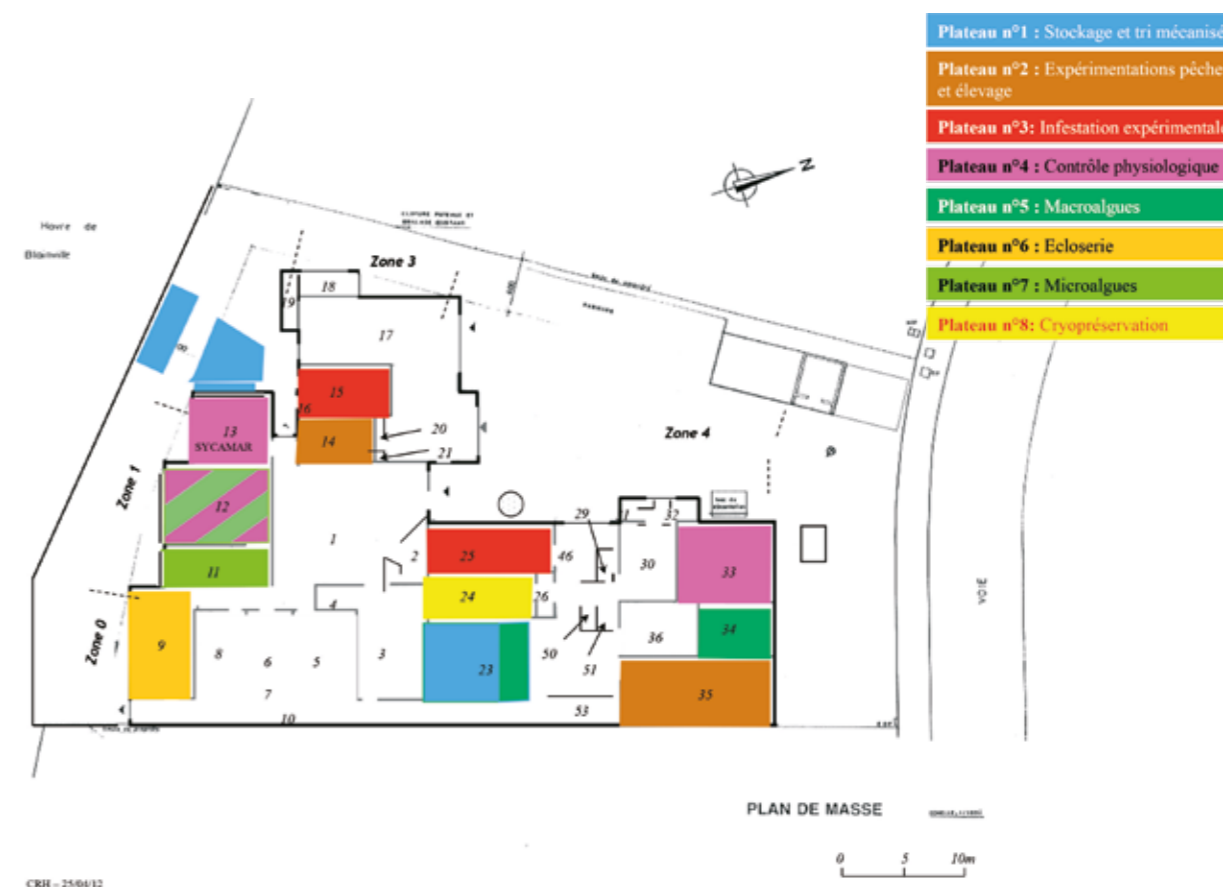 Plateau n°1 : Stockage et tri mécanisé
Plateau n°2 : Expérimentations pêche
et élevage
Plateau n°3: Infestation expérimentale
Plateau n°4 : Contrôle physiologique
Plateau n°5 : Macroalgues
Plateau n°6 : Ecloserie
Plateau n°7 : Microalgues
Plateau n°8: Cryopréservation
N
Havre de
Blainville
Zone 3
18
19
17
15
16
14
20
21
13
SYCAMAR
Zone 4
Zone 1
12
11
1
2
29
32
25
46
30
33
24
26
4
9
8
6
5
3
7
10
Zone 0
23
50
51
36
34
35
53
VOIE
PLAN DE MASSE
0 5 10m
CRH – 25/04/12